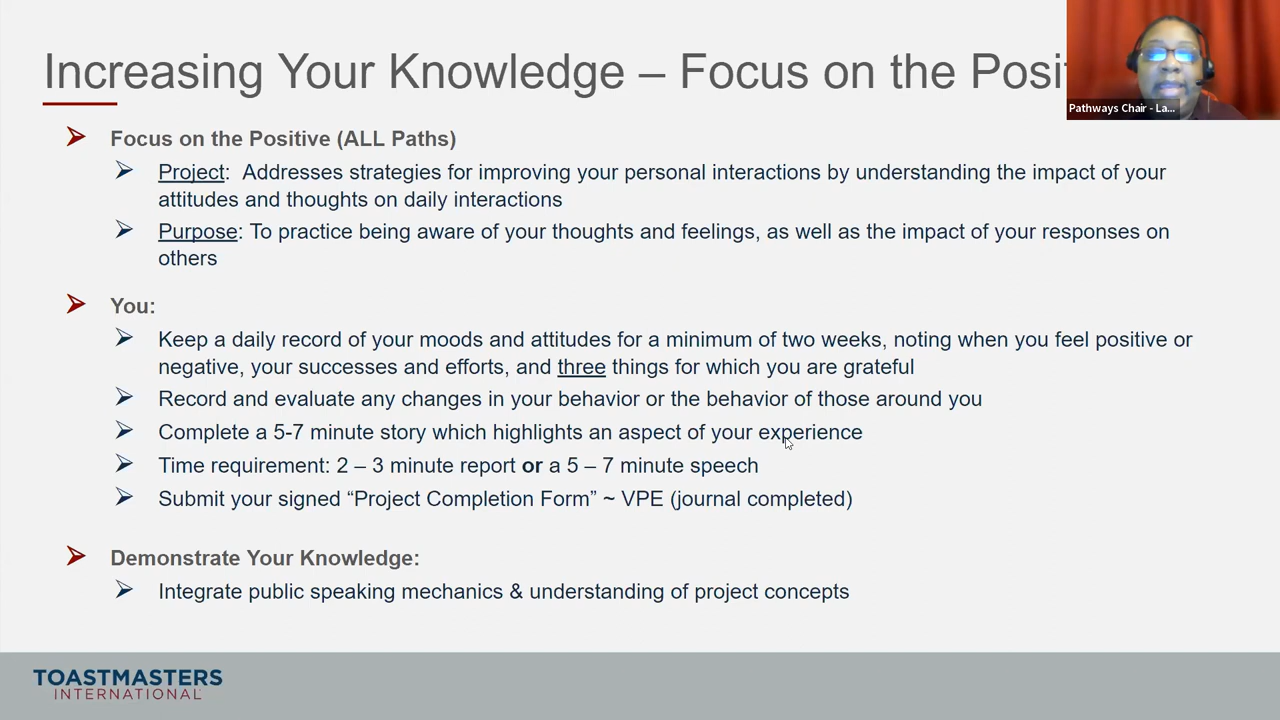 Increasing Your Knowledge – Focus on the Posi
Pathways Chair - La...
Focus on the Positive (ALL Paths)
Project: Addresses strategies for improving your personal interactions by understanding the impact of your
attitudes and thoughts on daily interactions
Purpose: To practice being aware of your thoughts and feelings, as well as the impact of your responses on
others
You:
Keep a daily record of your moods and attitudes for a minimum of two weeks, noting when you feel positive or
negative, your successes and efforts, and three things for which you are grateful
Record and evaluate any changes in your behavior or the behavior of those around you
Complete a 5-7 minute story which highlights an aspect of your experience
Time requirement: 2 – 3 minute report or a 5 – 7 minute speech
Submit your signed “Project Completion Form” ~ VPE (journal completed)
Demonstrate Your Knowledge:
Integrate public speaking mechanics & understanding of project concepts
TOASTMASTERS
INTERNATIONAL